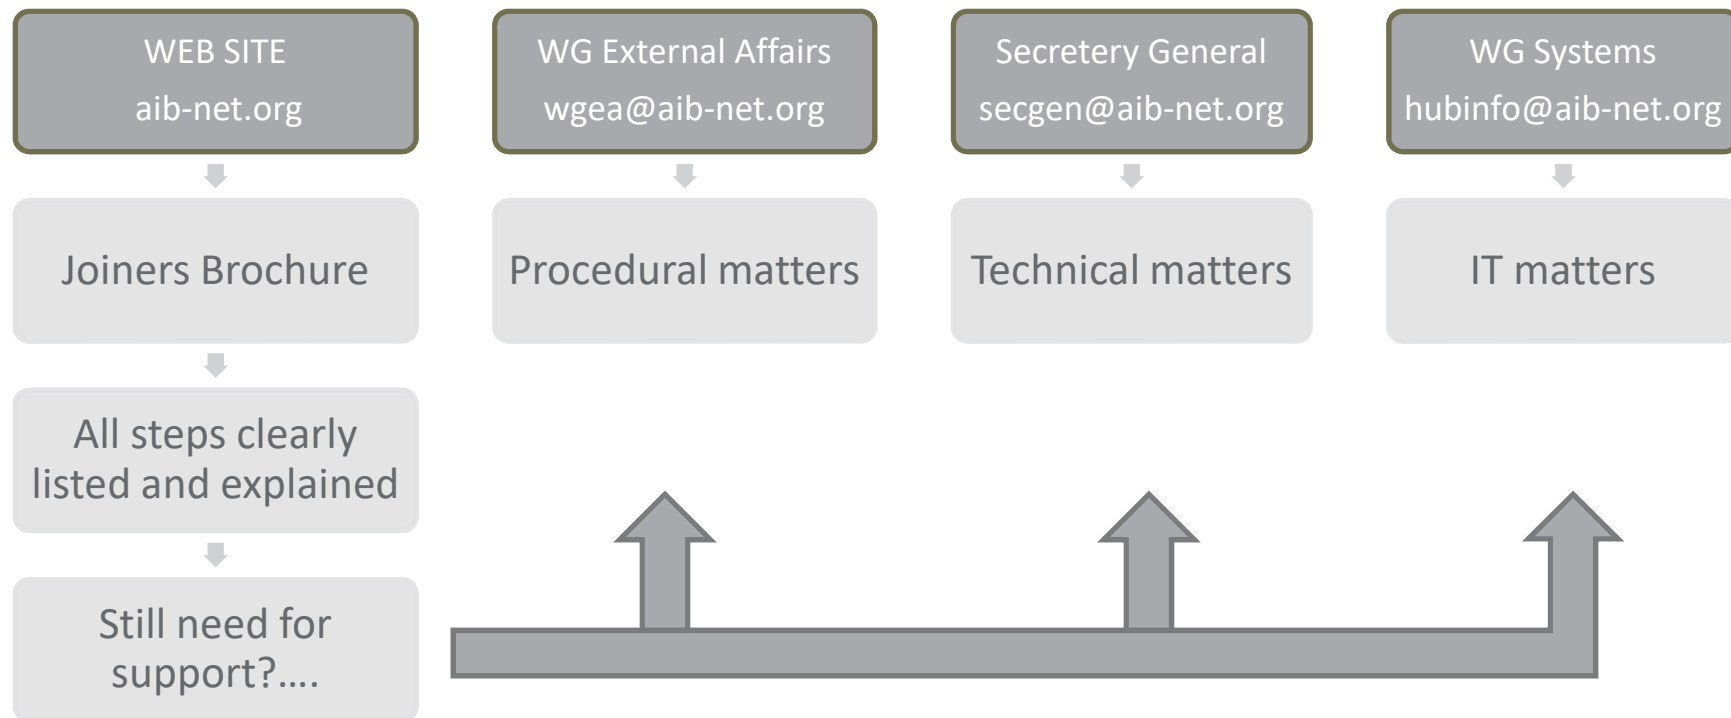 WEB SITE
aib-net.org
WG External Affairs
wgea@aib-net.org
Secretery General
secgen@aib-net.org
WG Systems
hubinfo@aib-net.org
Joiners Brochure
Procedural matters
Technical matters
IT matters
All steps clearly
listed and explained
Still need for
support?....